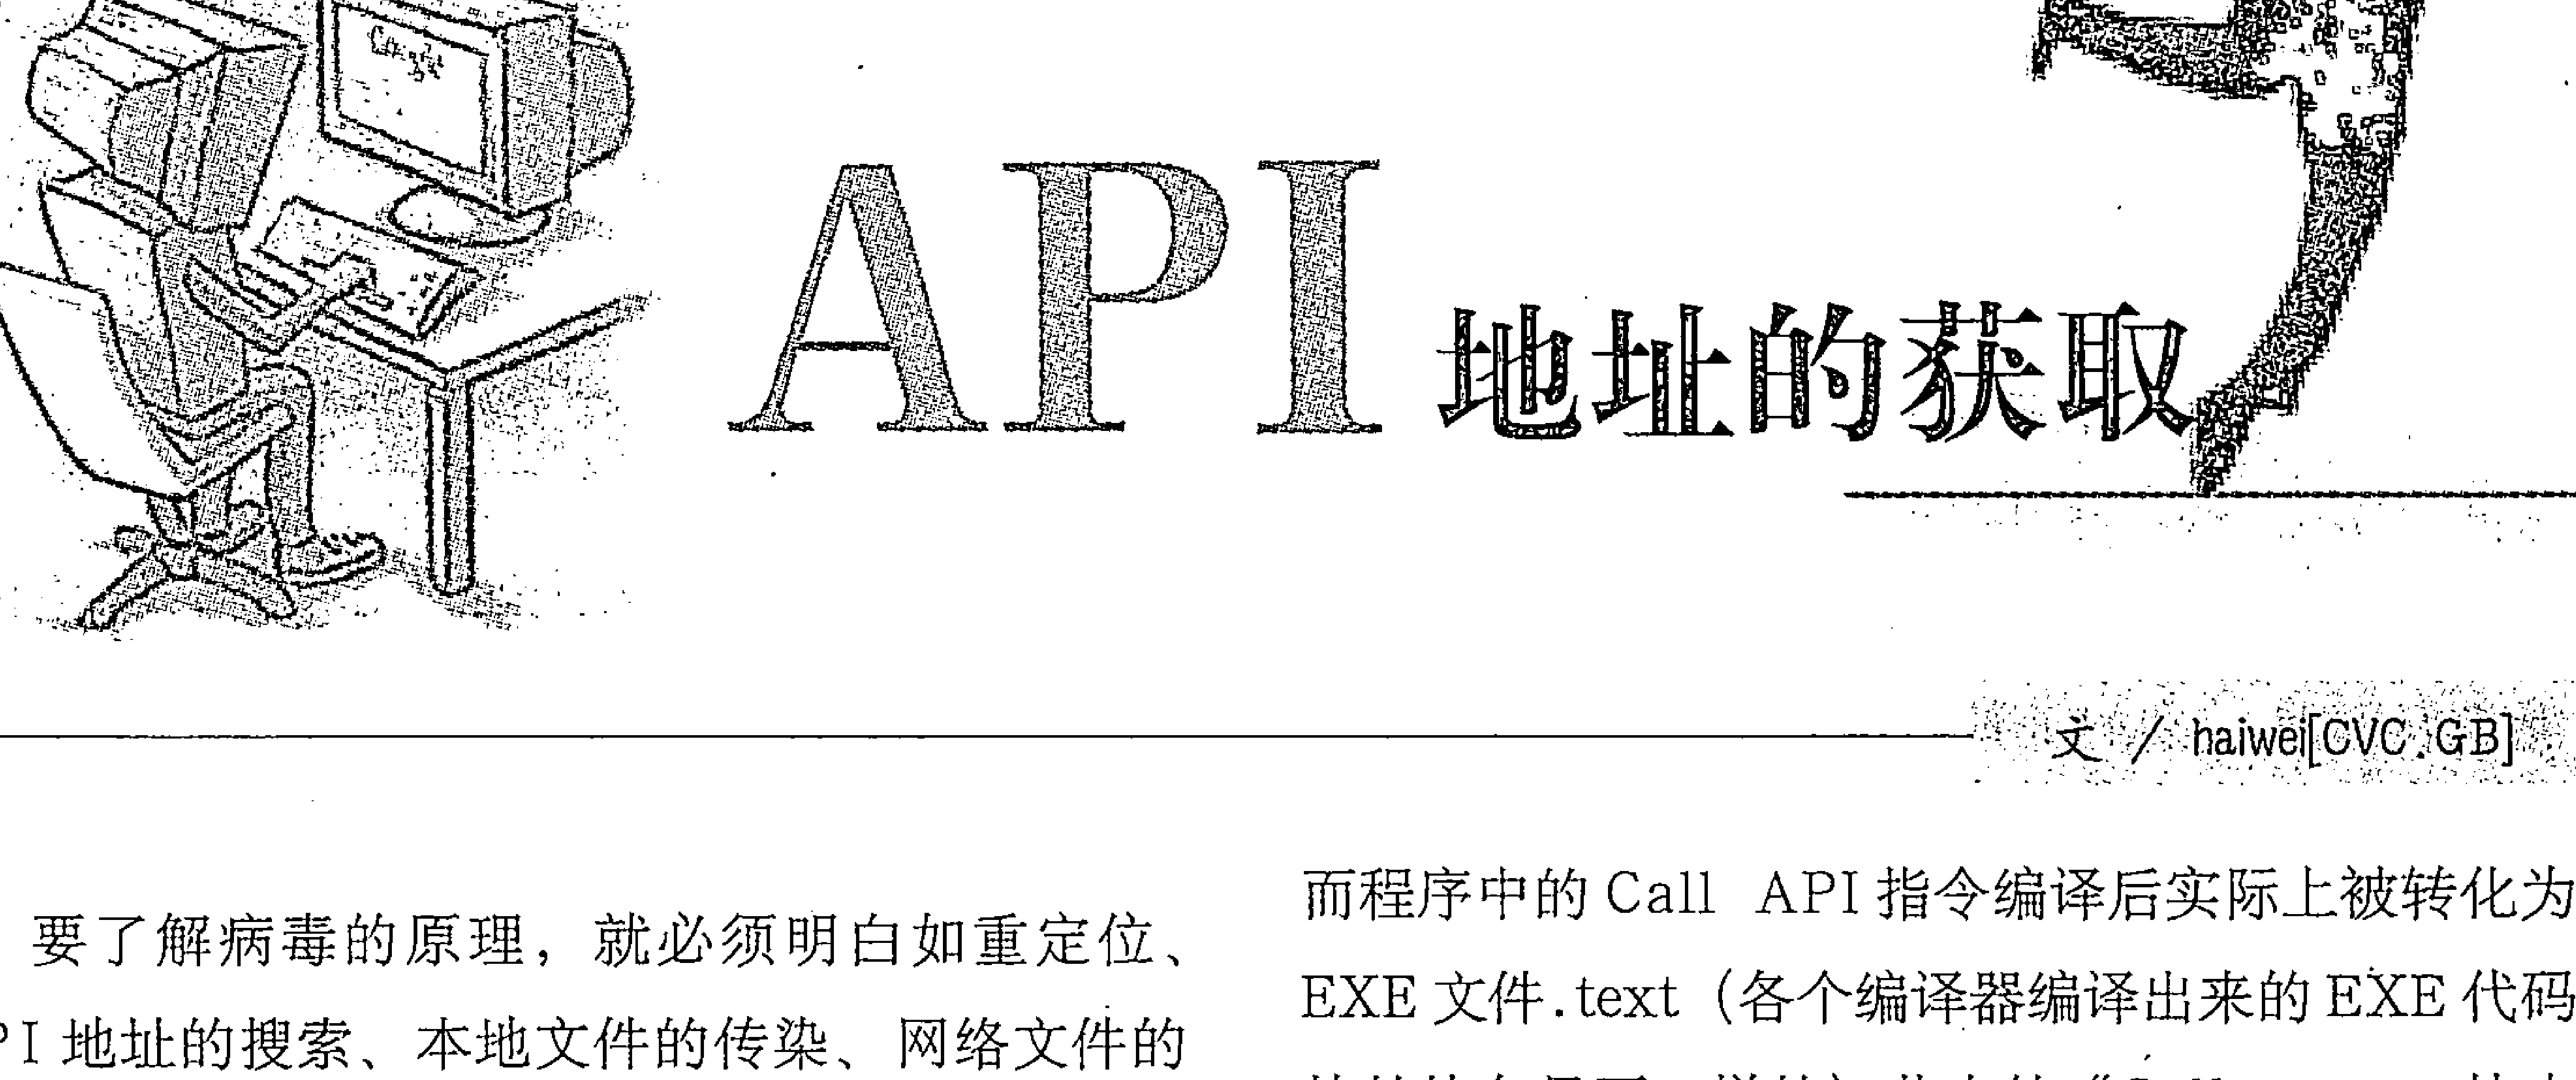 API 地址的获取
文 / haiwei[CVC.GB]
要了解病毒的原理，就必须明白如重定位、
PI 地址的搜索、本地文件的传染、网络文件的
而程序中的 Call API 指令编译后实际上被转化为
EXE 文件.text（各个编译器编译出来的 EXE 代码